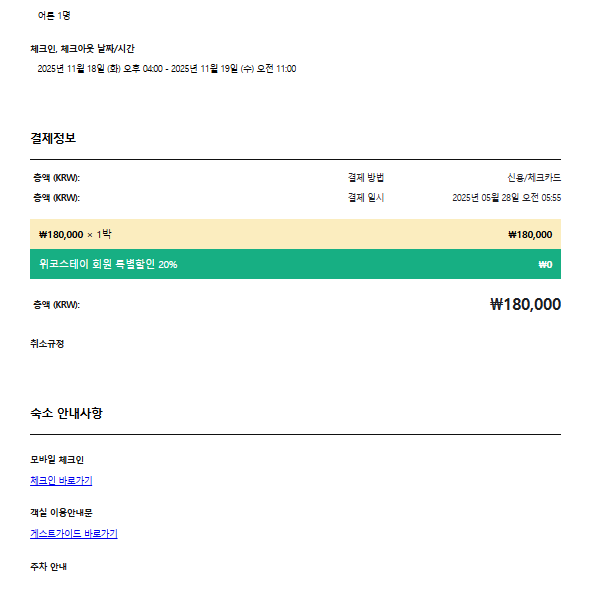 어른 1명
체크인, 체크아웃 날짜/시간
2025년 11월 18일 (화) 오후 04:00 - 2025년 11월 19일 (수) 오전 11:00
결제정보
총액 (KRW): 결제 방법 신용/체크카드
총액 (KRW): 결제 일시 2025년 05월 28일 오전 05:55
₩180,000 × 1박 ₩180,000
위코스테이 회원 특별할인 20% ₩0
총액 (KRW): ₩180,000
취소규정
숙소 안내사항
모바일 체크인
체크인 바로가기
객실 이용안내문
게스트가이드 바로가기
주차 안내